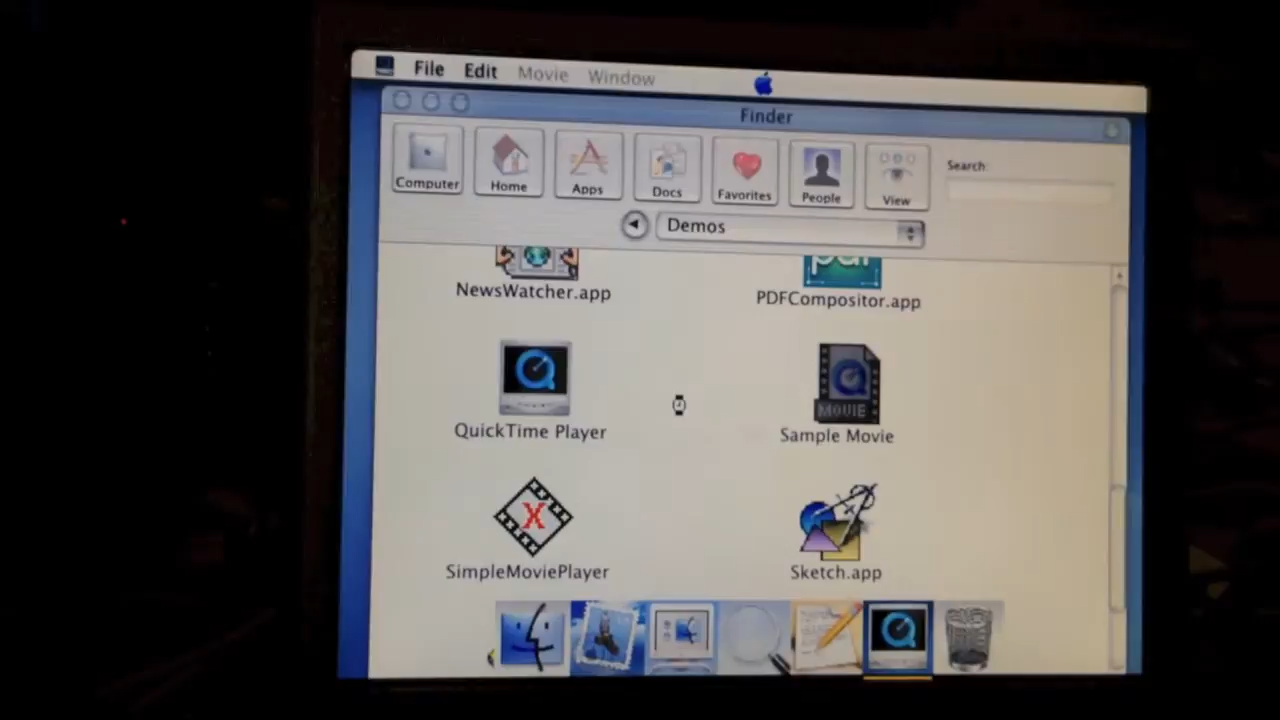 File Edit Movie Window
Finder
Computer Home Apps Docs Favorites People View Search:
Demos
NewsWatcher.app PDFCompositor.app
MOVIE
QuickTime Player Sample Movie
X
SimpleMoviePlayer Sketch.app